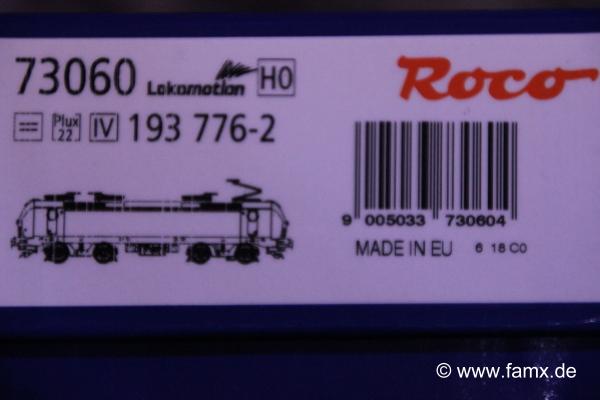 73060 Lokomotion H0 Roco
= Plux 22 IV 193 776-2
9 005033 730604
MADE IN EU 6 18 C0
© www.famx.de